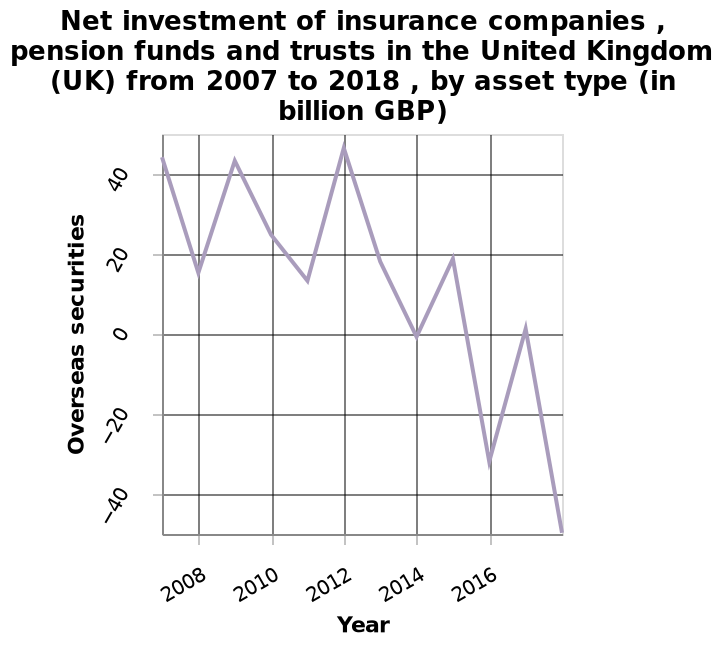 Net investment of insurance companies ,
pension funds and trusts in the United Kingdom
(UK) from 2007 to 2018 , by asset type (in
billion GBP)
Overseas securities
40
20
0
−20
−40
2008
2010
2012
2014
2016
Year